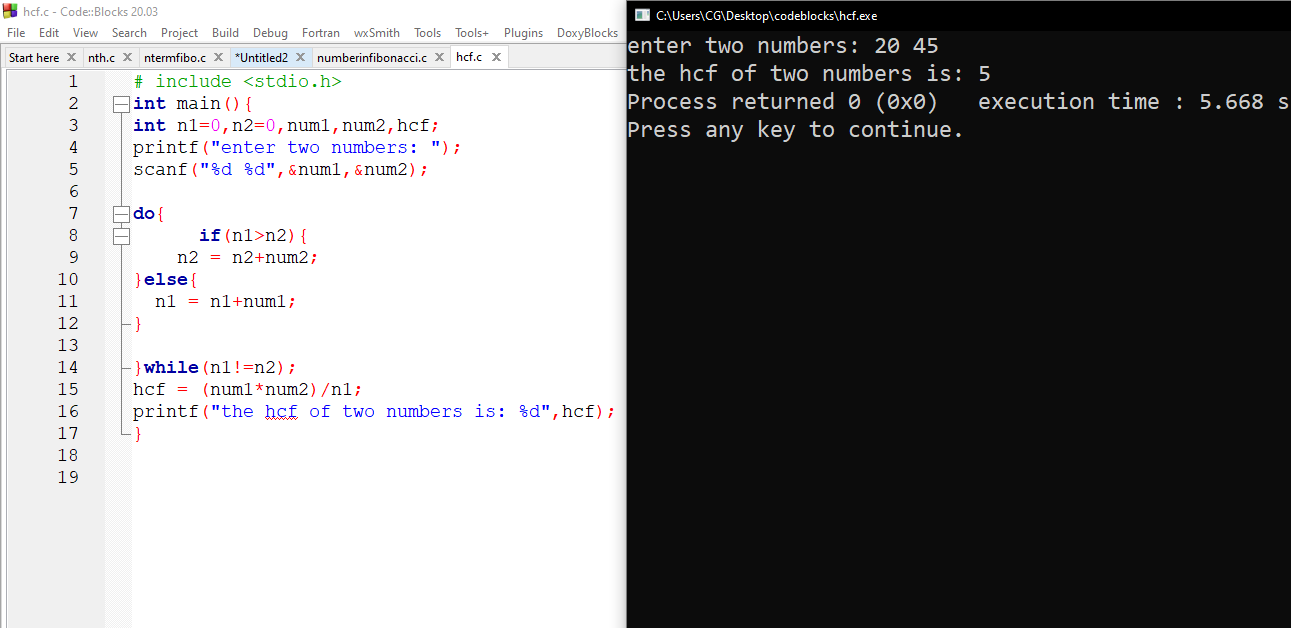 hcf.c - Code::Blocks 20.03
File Edit View Search Project Build Debug Fortran wxSmith Tools Tools+ Plugins DoxyBlocks
Start here X nth.c X ntermfibo.c X *Untitled2 X numberinfibonacci.c X hcf.c X
1 # include <stdio.h>
2 int main(){
3 int n1=0,n2=0,num1,num2,hcf;
4 printf("enter two numbers: ");
5 scanf("%d %d",&num1,&num2);
6
7 do{
8 if(n1>n2){
9 n2 = n2+num2;
10 }else{
11 n1 = n1+num1;
12 }
13
14 }while(n1!=n2);
15 hcf = (num1*num2)/n1;
16 printf("the hcf of two numbers is: %d",hcf);
17 }
18
19
C:\Users\CG\Desktop\codeblocks\hcf.exe
enter two numbers: 20 45
the hcf of two numbers is: 5
Process returned 0 (0x0) execution time : 5.668 s
Press any key to continue.